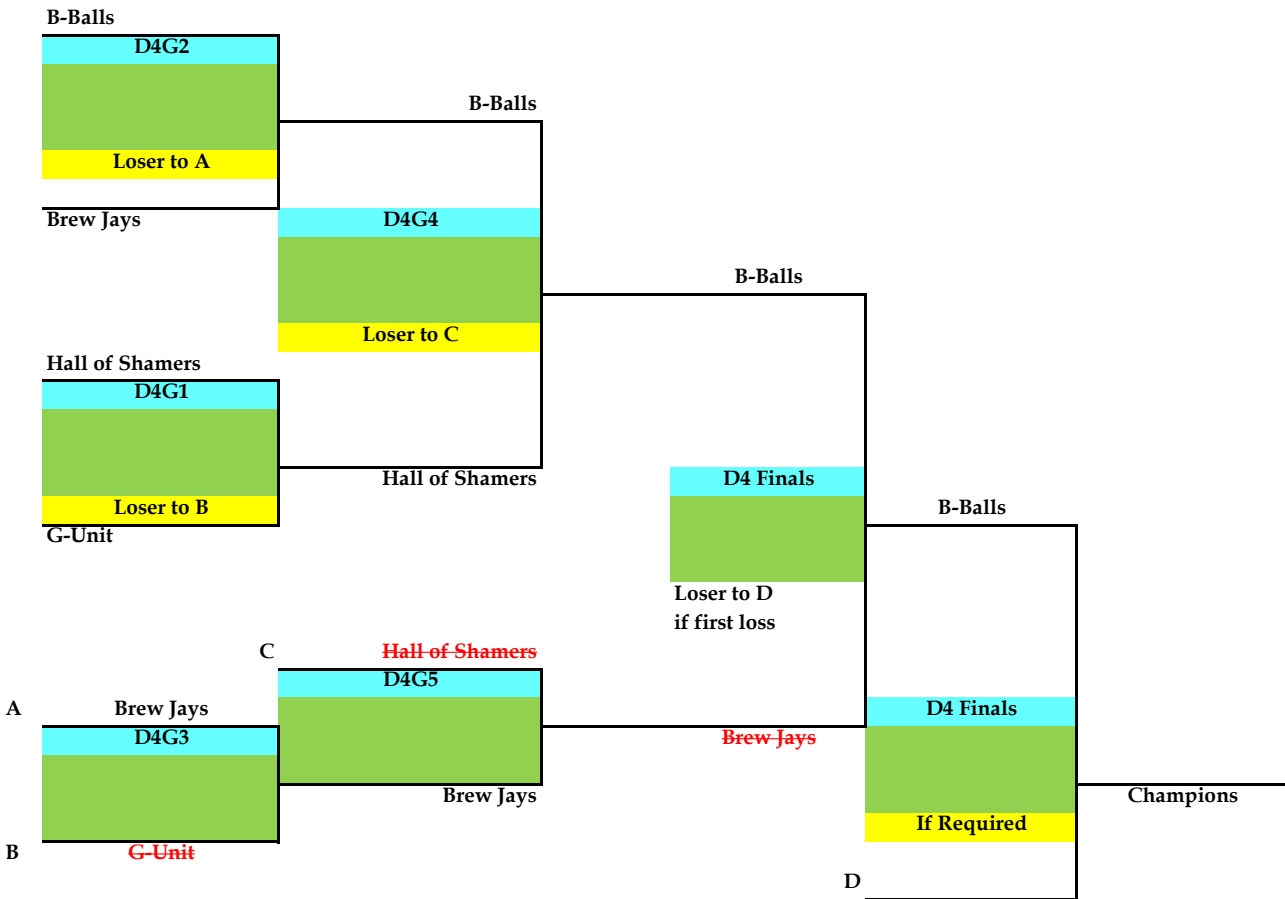 B-Balls
D4G2
B-Balls
Loser to A
Brew Jays
D4G4
B-Balls
Loser to C
Hall of Shamers
D4G1
Hall of Shamers
D4 Finals
Loser to B
B-Balls
G-Unit
Loser to D
if first loss
C
Hall of Shamers
D4G5
A
Brew Jays
D4 Finals
D4G3
Brew Jays
Brew Jays
Champions
If Required
B
G-Unit
D